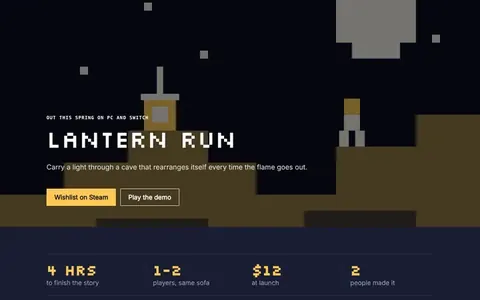 OUT THIS SPRING ON PC AND SWITCH
LANTERN RUN
Carry a light through a cave that rearranges itself every time the flame goes out.
Wishlist on Steam
Play the demo
4 HRS
to finish the story
1-2
players, same sofa
$12
at launch
2
people made it